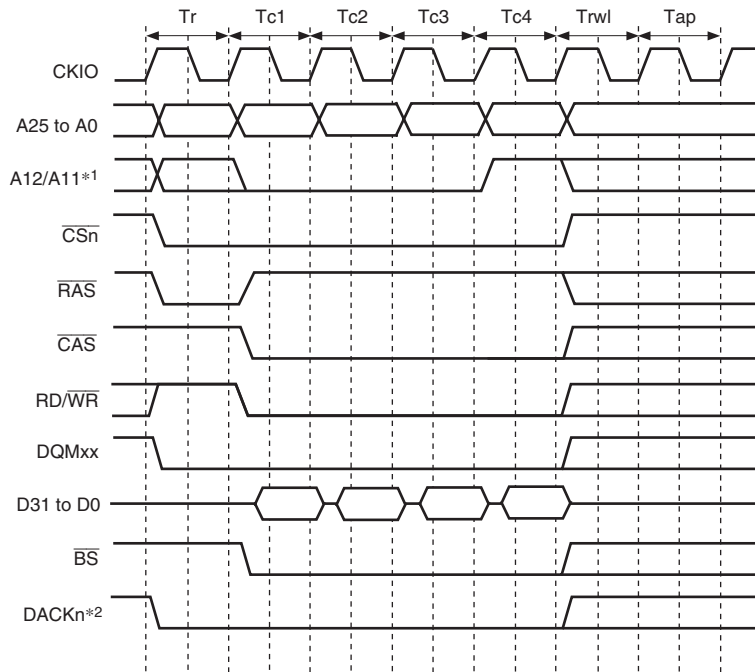 Tr Tc1 Tc2 Tc3 Tc4 Trwl Tap
CKIO
A25 to A0
A12/A11*1
CSn
RAS
CAS
RD/WR
DQMxx
D31 to D0
BS
DACKn*2